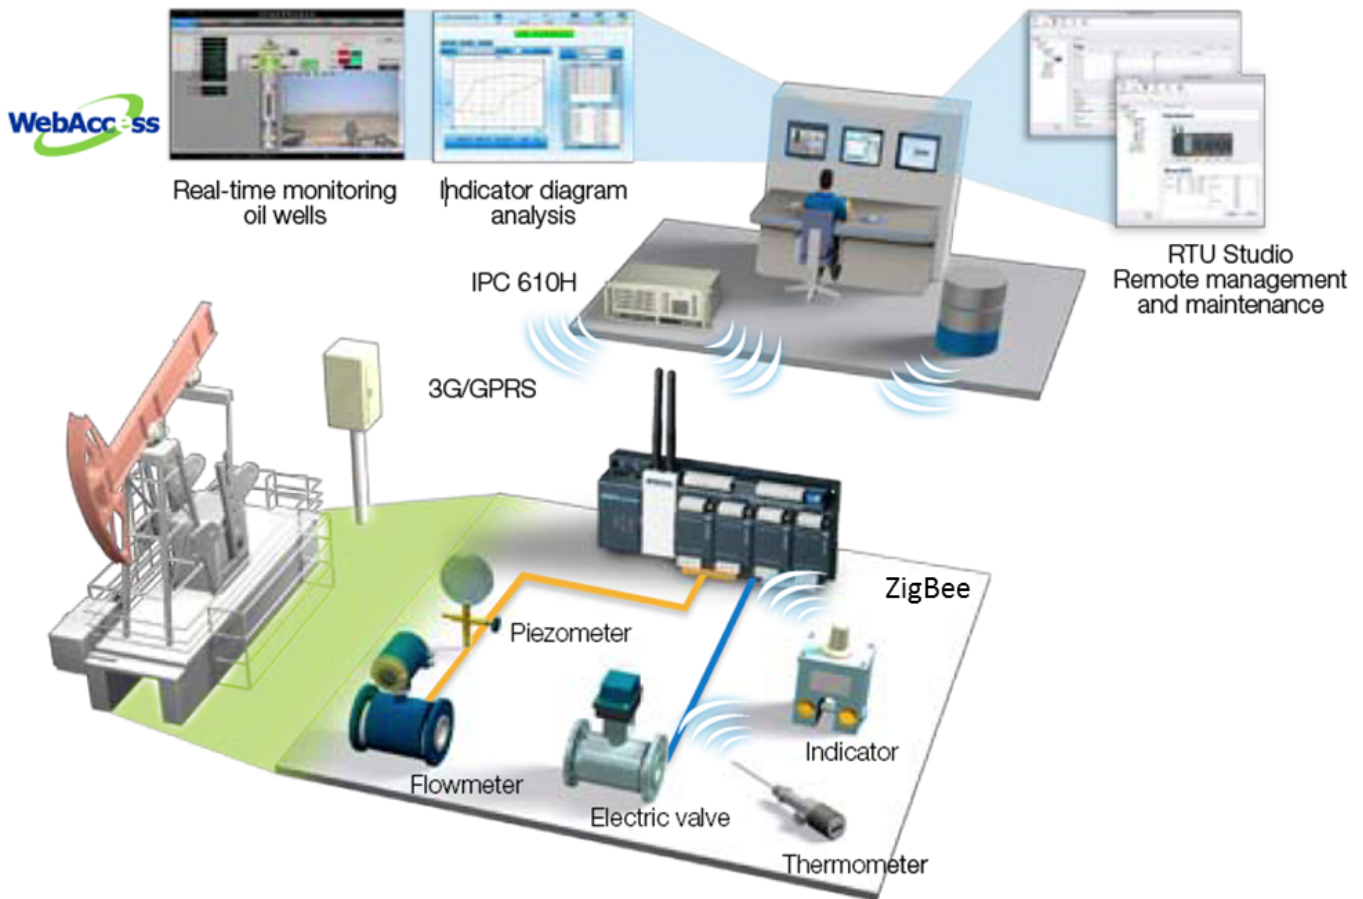 WebAccess
Real-time monitoring
oil wells
Indicator diagram
analysis
RTU Studio
Remote management
and maintenance
IPC 610H
3G/GPRS
ZigBee
Piezometer
Indicator
Flowmeter
Electric valve
Thermometer